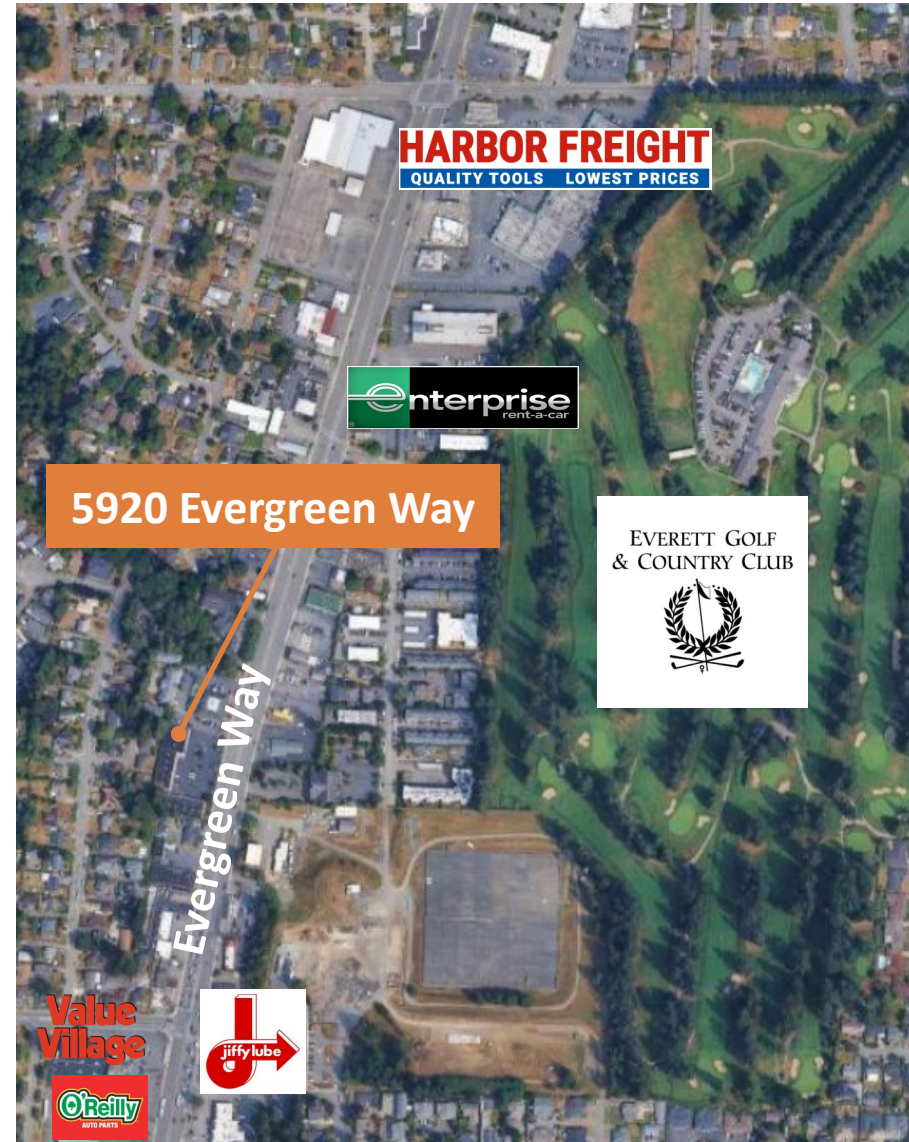 HARBOR FREIGHT
QUALITY TOOLS LOWEST PRICES
enterprise
rent-a-car
5920 Evergreen Way
EVERETT GOLF
& COUNTRY CLUB
Evergreen Way
Value
Village
jiffy lube
O'Reilly
AUTO PARTS